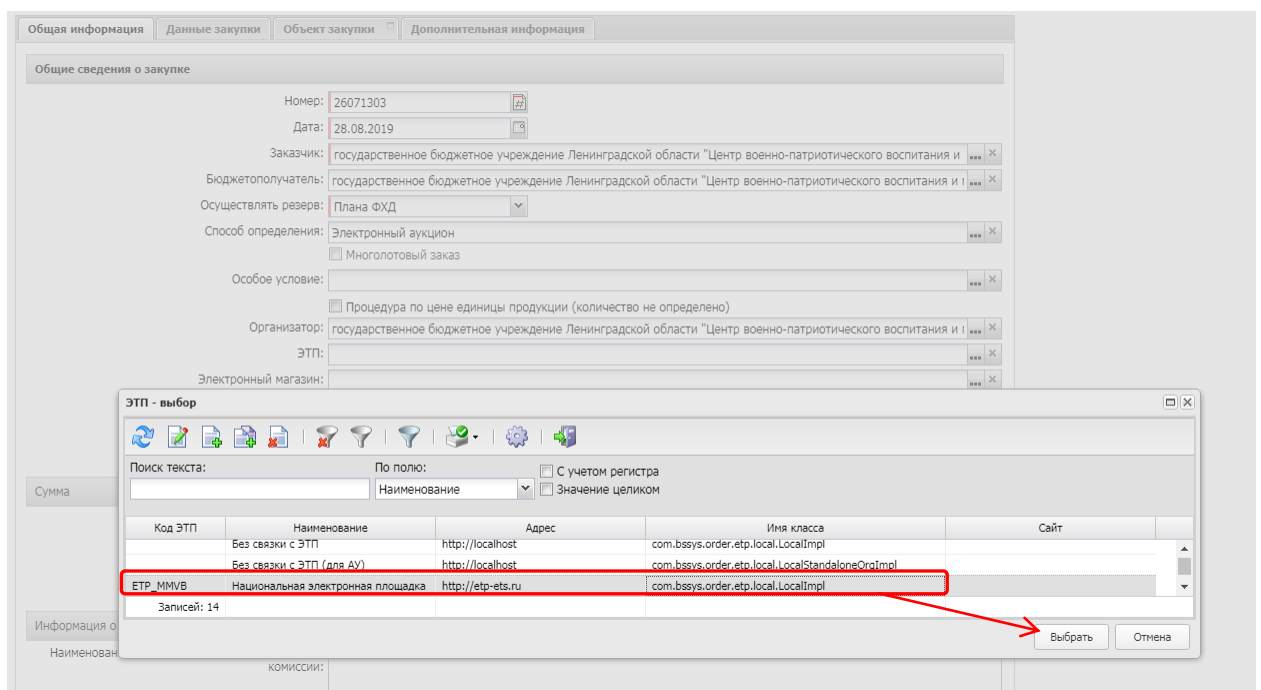 Общая информация Данные закупки Объект закупки Дополнительная информация
Общие сведения о закупке
Номер: 26071303
Дата: 28.08.2019
Заказчик: государственное бюджетное учреждение Ленинградской области "Центр военно-патриотического воспитания и
Бюджетополучатель: государственное бюджетное учреждение Ленинградской области "Центр военно-патриотического воспитания и
Осуществлять резерв: Плана ФХД
Способ определения: Электронный аукцион
Многолотовый заказ
Особое условие:
Процедура по цене единицы продукции (количество не определено)
Организатор: государственное бюджетное учреждение Ленинградской области "Центр военно-патриотического воспитания и
ЭТП:
Электронный магазин:
ЭТП - выбор
Поиск текста: По полю:
С учетом регистра
Наименование
Значение целиком
Сумма
Код ЭТП Наименование Адрес Имя класса Сайт
Без связки с ЭТП http://localhost com.bssys.order.etp.local.LocalImpl
Без связки с ЭТП (для АУ) http://localhost com.bssys.order.etp.local.LocalStandaloneOrgImpl
ETP_MMVB Национальная электронная площадка http://etp-ets.ru com.bssys.order.etp.local.LocalImpl
Записей: 14
Информация о
Выбрать Отмена
Наименован
комиссии: